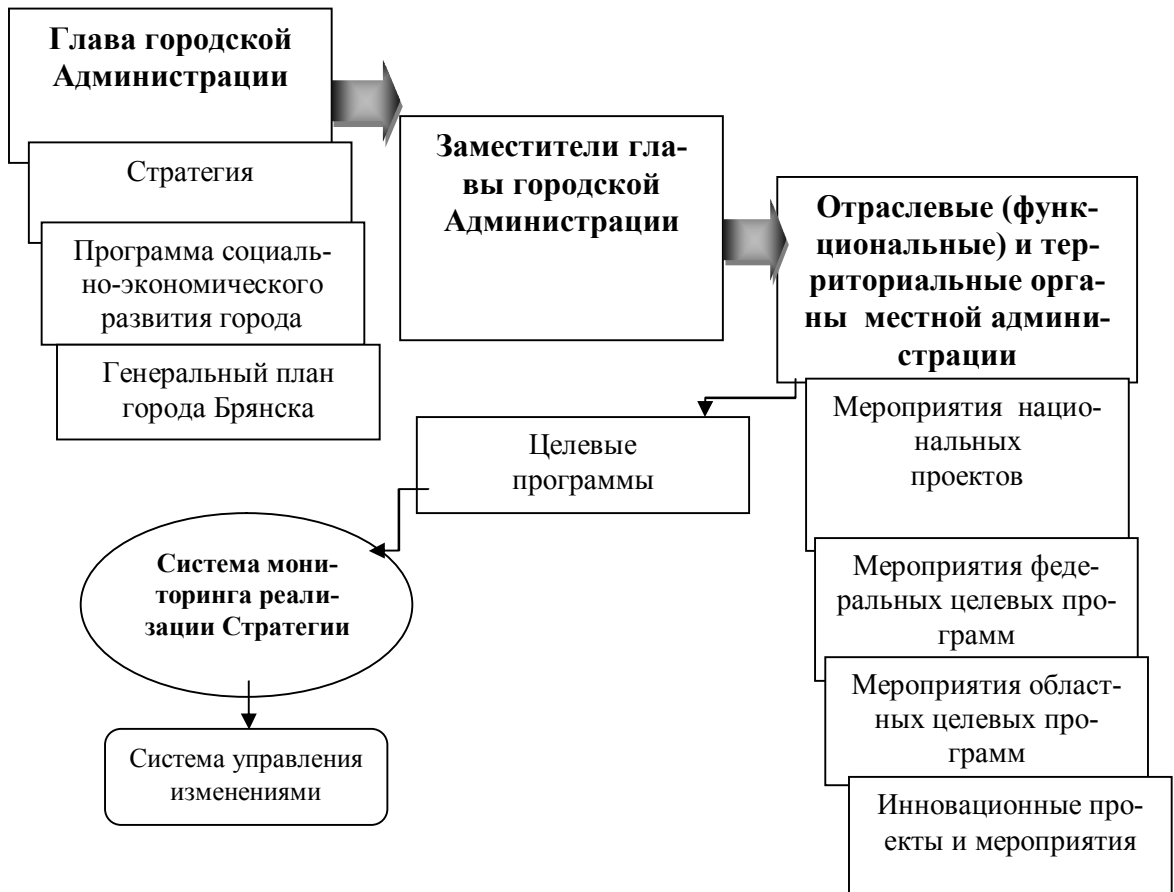 Глава городской
Администрации
Стратегия
Программа социаль-
но-экономического
развития города
Генеральный план
города Брянска
Заместители гла-
вы городской
Администрации
Отраслевые (функ-
циональные) и тер-
риториальные орга-
ны местной админи-
страции
Мероприятия нацио-
нальных
проектов
Мероприятия феде-
ральных целевых про-
грамм
Мероприятия област-
ных целевых про-
грамм
Инновационные про-
екты и мероприятия
Целевые
программы
Система мони-
торинга реали-
зации Стратегии
Система управления
изменениями